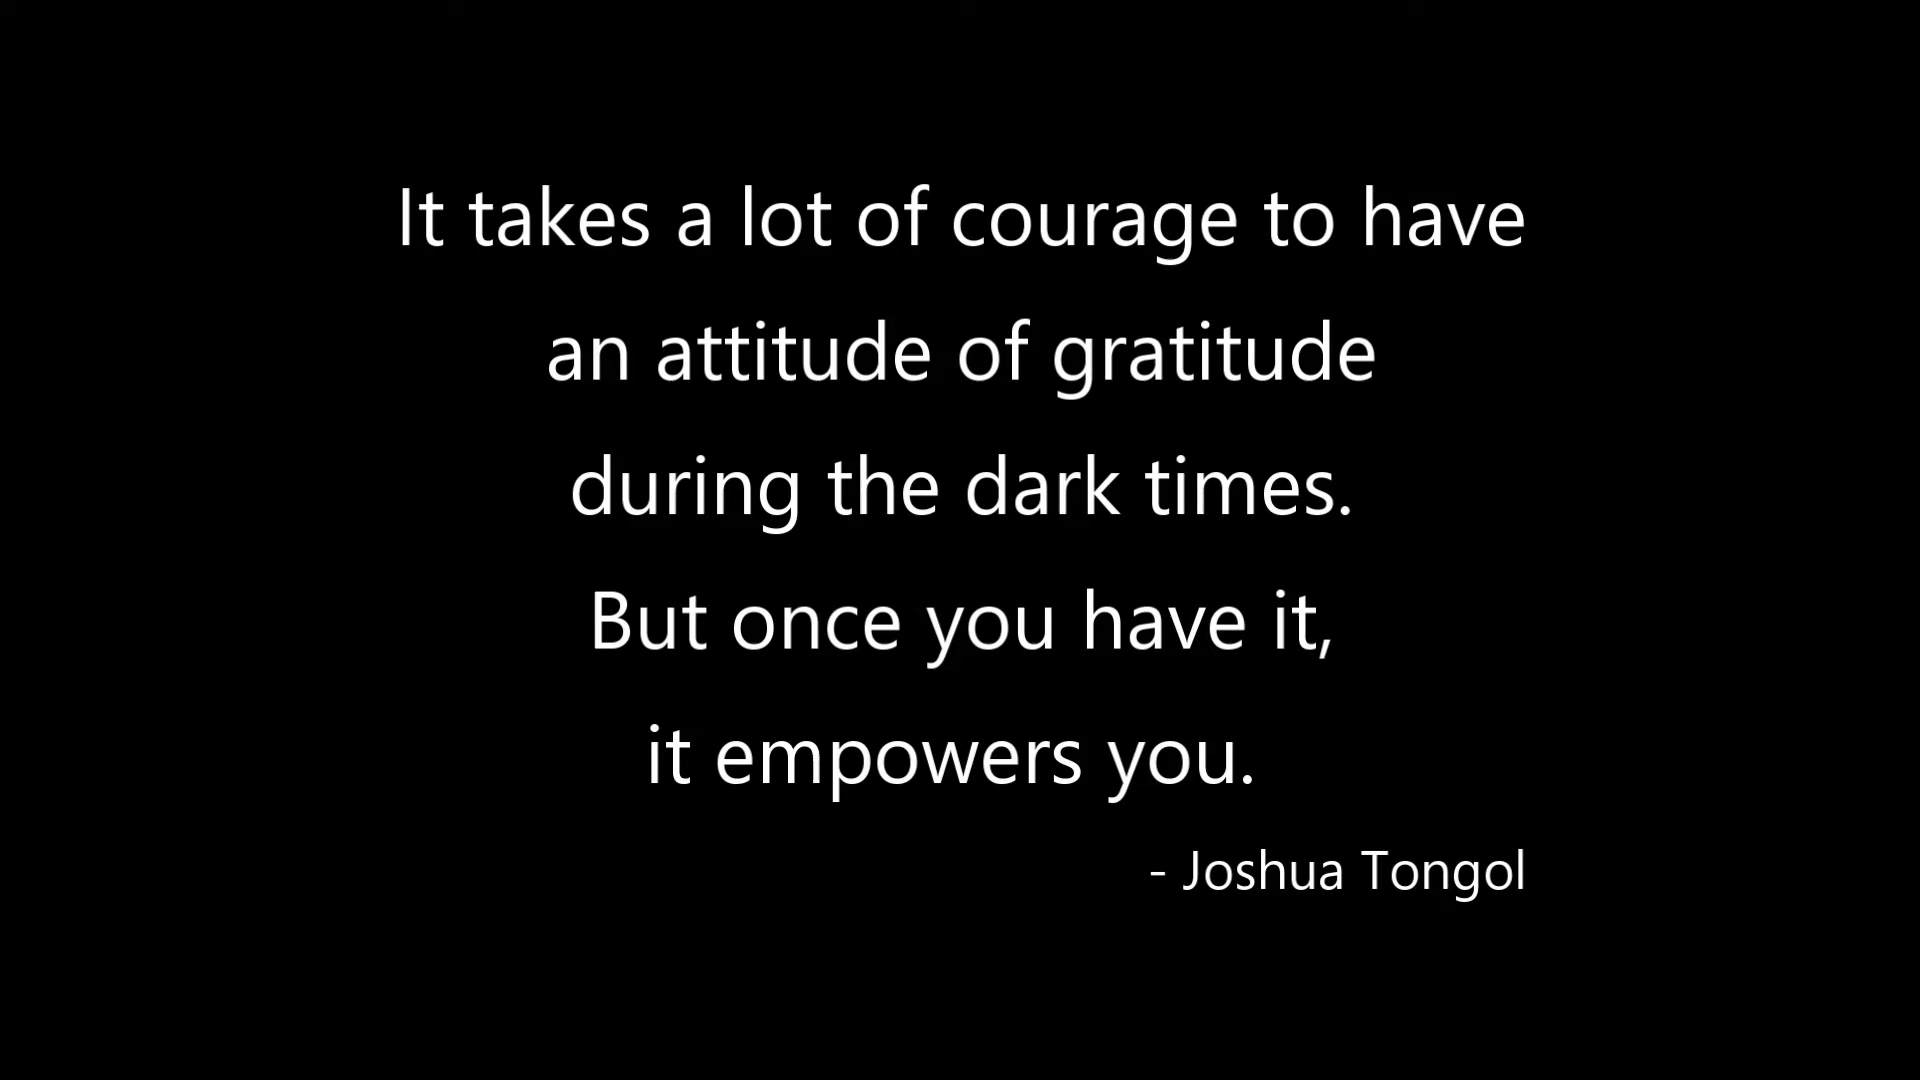 It takes a lot of courage to have
an attitude of gratitude
during the dark times.
But once you have it,
it empowers you.
- Joshua Tongol